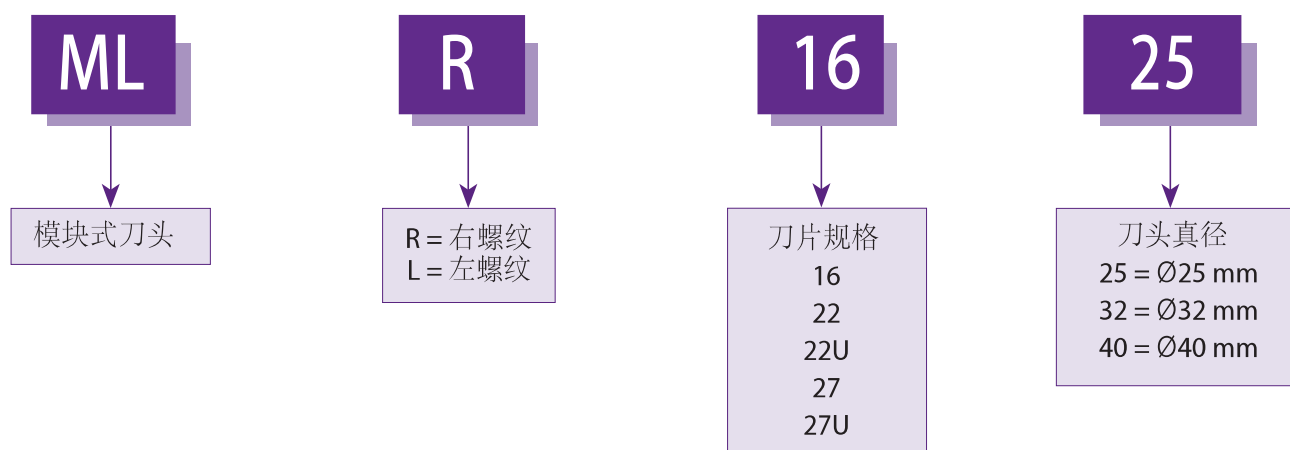 ML
模块式刀头
R
R = 右螺纹
L = 左螺纹
16
刀片规格
16
22
22U
27
27U
25
刀头真径
25 = Ø25 mm
32 = Ø32 mm
40 = Ø40 mm